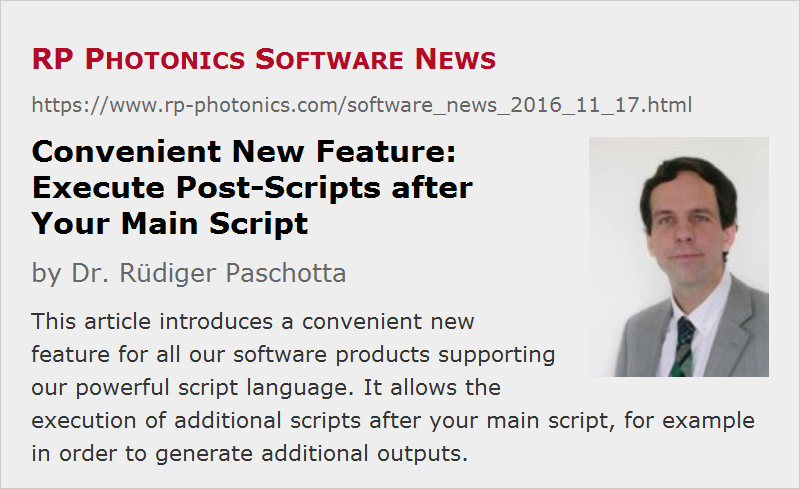 RP Photonics Software News
https://www.rp-photonics.com/software_news_2016_11_17.html
Convenient New Feature:
Execute Post-Scripts after
Your Main Script
by Dr. Rüdiger Paschotta
This article introduces a convenient new
feature for all our software products supporting
our powerful script language. It allows the
execution of additional scripts after your main script, for example
in order to generate additional outputs.